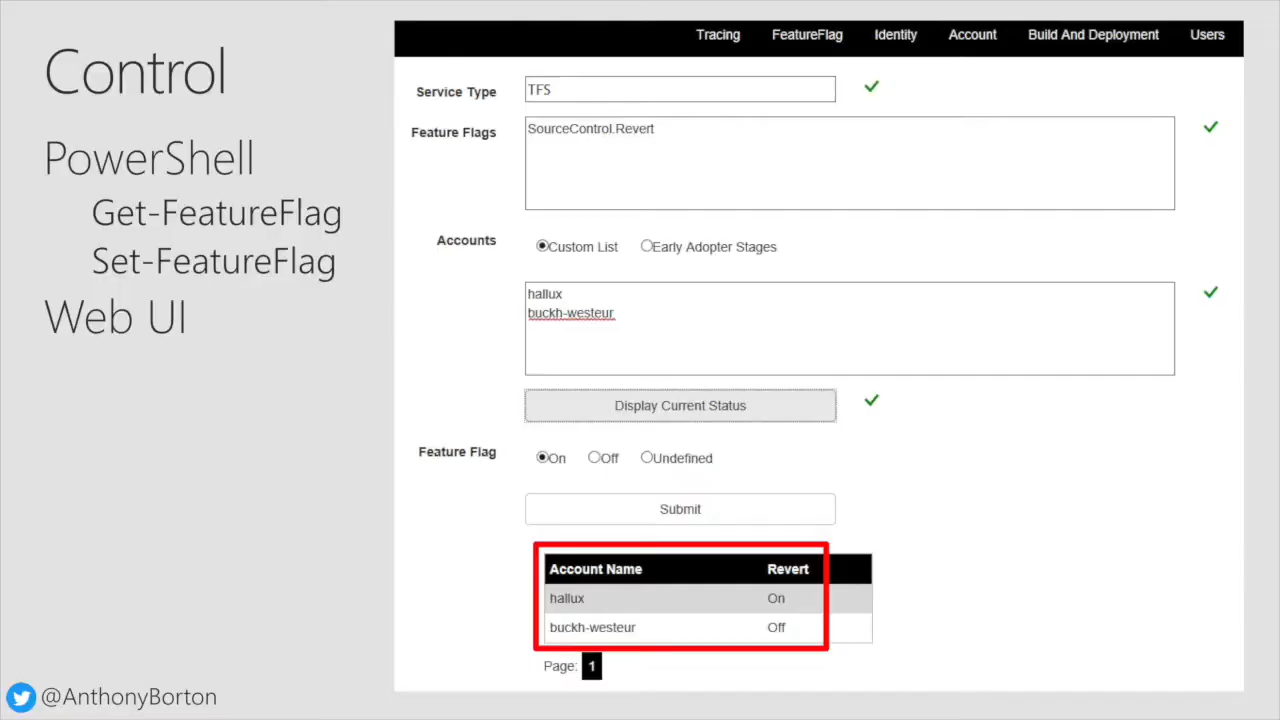 Control
PowerShell
Get-FeatureFlag
Set-FeatureFlag
Web UI
Tracing FeatureFlag Identity Account Build And Deployment Users
Service Type TFS
Feature Flags SourceControl.Revert
Accounts Custom List Early Adopter Stages
hallux
buckh-westeur
Display Current Status
Feature Flag On Off Undefined
Submit
Account Name Revert
hallux On
buckh-westeur Off
Page: 1
@AnthonyBorton